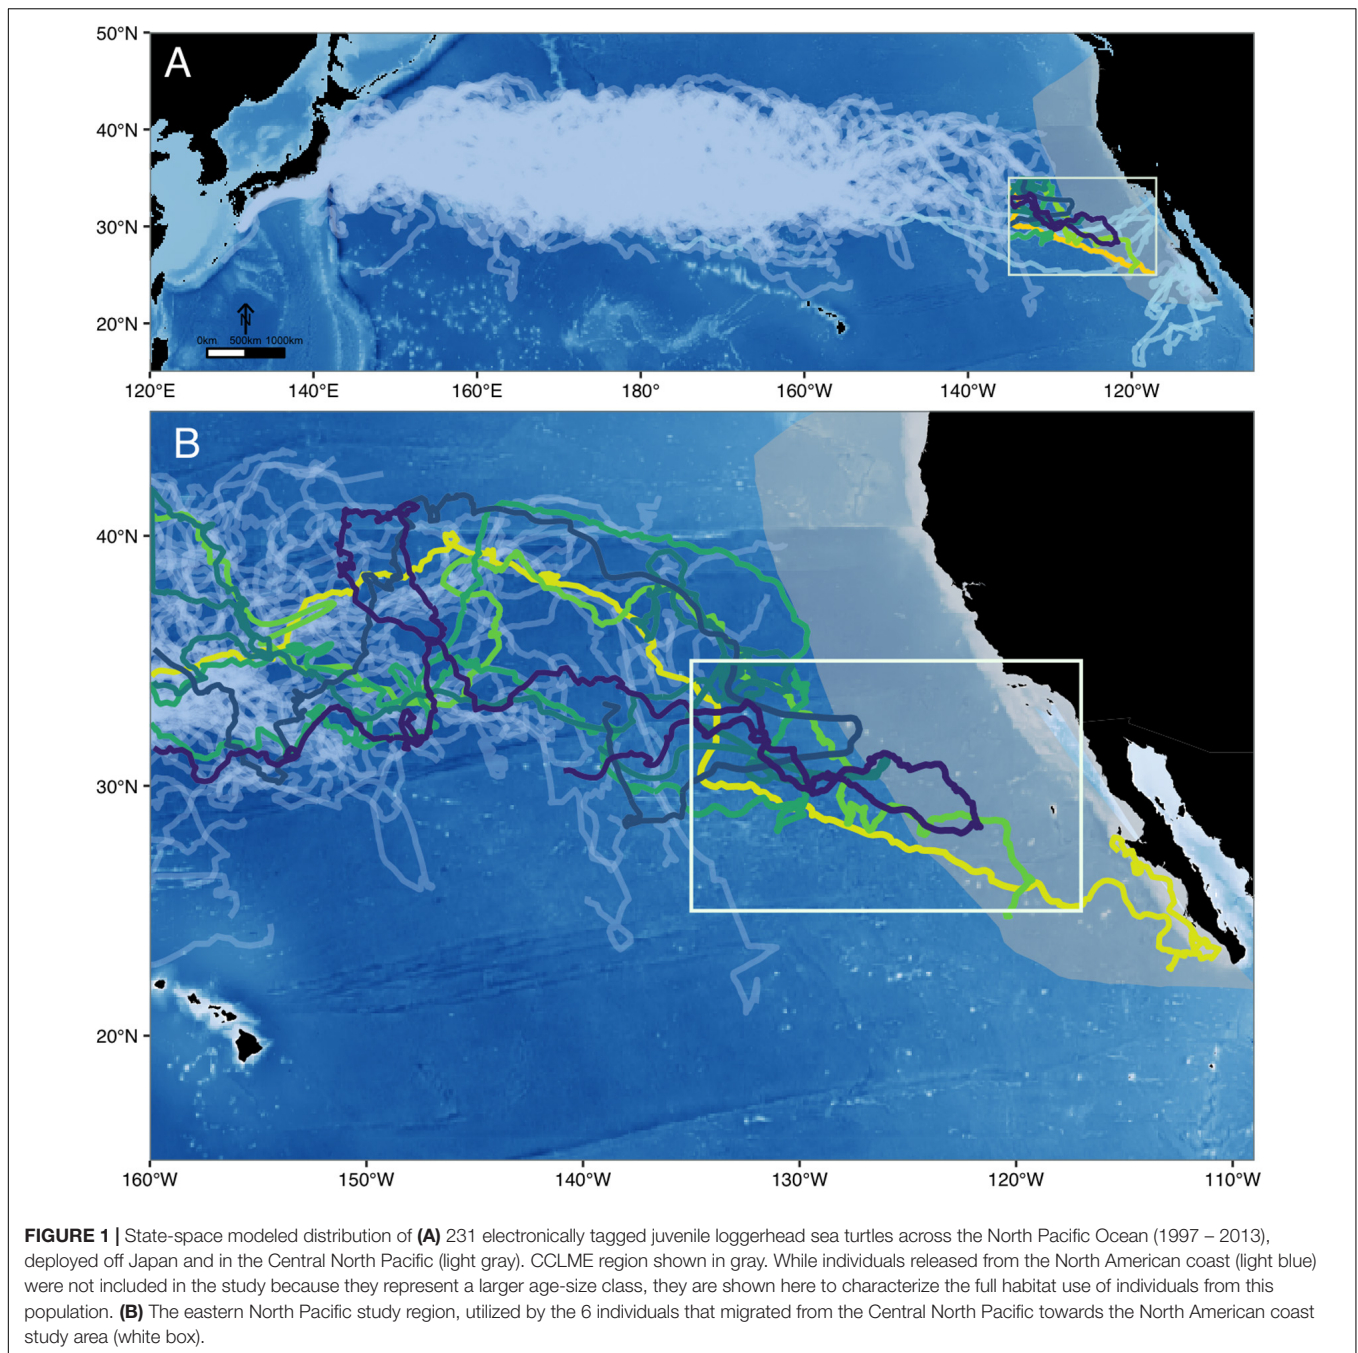 A
50°N
40°N
30°N
20°N
N
0km 500km 1000km
120°E 140°E 160°E 180° 160°W 140°W 120°W
B
40°N
30°N
20°N
160°W 150°W 140°W 130°W 120°W 110°W
FIGURE 1 | State-space modeled distribution of (A) 231 electronically tagged juvenile loggerhead sea turtles across the North Pacific Ocean (1997 – 2013),
deployed off Japan and in the Central North Pacific (light gray). CCLME region shown in gray. While individuals released from the North American coast (light blue)
were not included in the study because they represent a larger age-size class, they are shown here to characterize the full habitat use of individuals from this
population. (B) The eastern North Pacific study region, utilized by the 6 individuals that migrated from the Central North Pacific towards the North American coast
study area (white box).